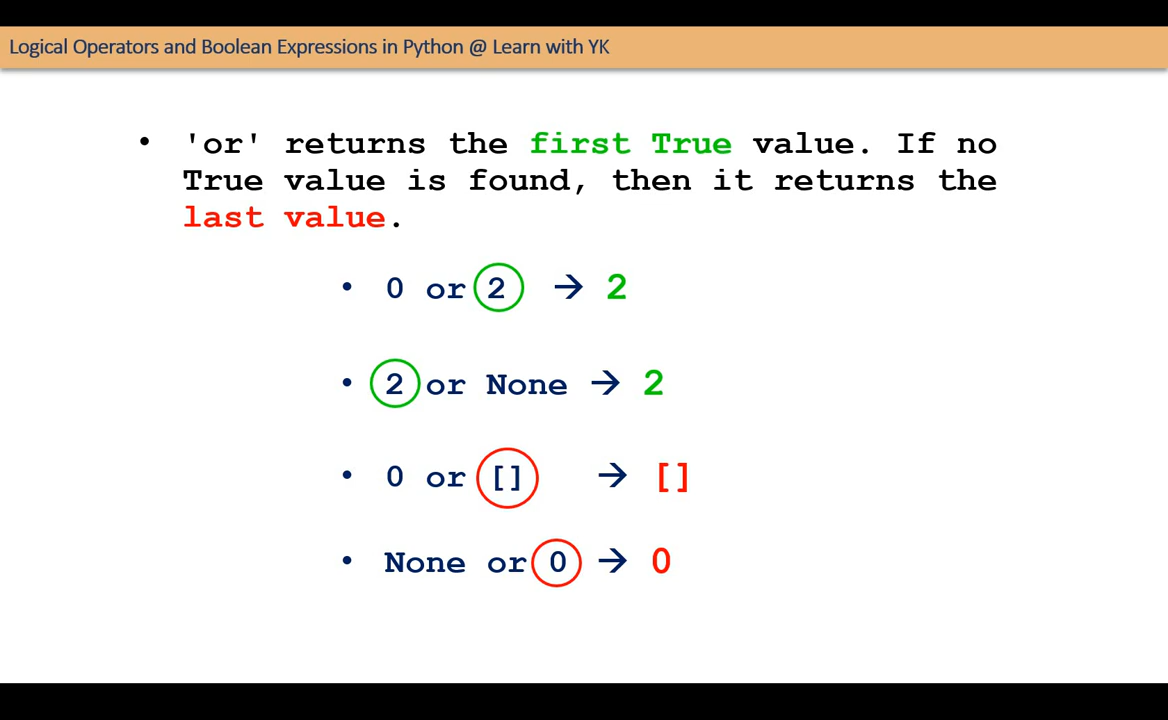 Logical Operators and Boolean Expressions in Python @ Learn with YK
• 'or' returns the first True value. If no
True value is found, then it returns the
last value.
• 0 or 2 → 2
• 2 or None → 2
• 0 or [] → []
• None or 0 → 0